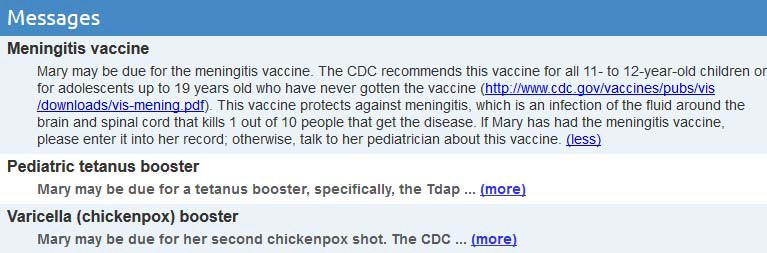 Messages
Meningitis vaccine
Mary may be due for the meningitis vaccine. The CDC recommends this vaccine for all 11- to 12-year-old children or
for adolescents up to 19 years old who have never gotten the vaccine (http://www.cdc.gov/vaccines/pubs/vis
/downloads/vis-mening.pdf). This vaccine protects against meningitis, which is an infection of the fluid around the
brain and spinal cord that kills 1 out of 10 people that get the disease. If Mary has had the meningitis vaccine,
please enter it into her record; otherwise, talk to her pediatrician about this vaccine. (less)
Pediatric tetanus booster
Mary may be due for a tetanus booster, specifically, the Tdap ... (more)
Varicella (chickenpox) booster
Mary may be due for her second chickenpox shot. The CDC ... (more)